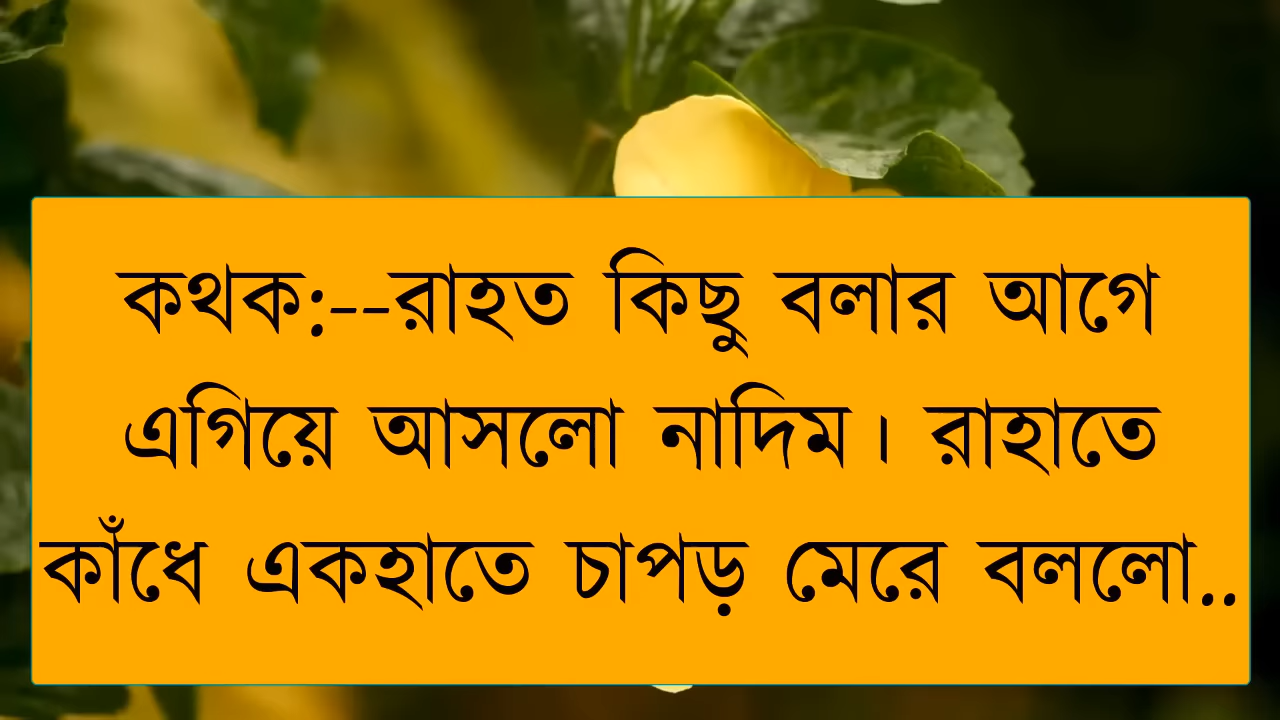 কথক:--রাহত কিছু বলার আগে
এগিয়ে আসলো নাদিম। রাহাতে
কাঁধে একহাতে চাপড় মেরে বললো..